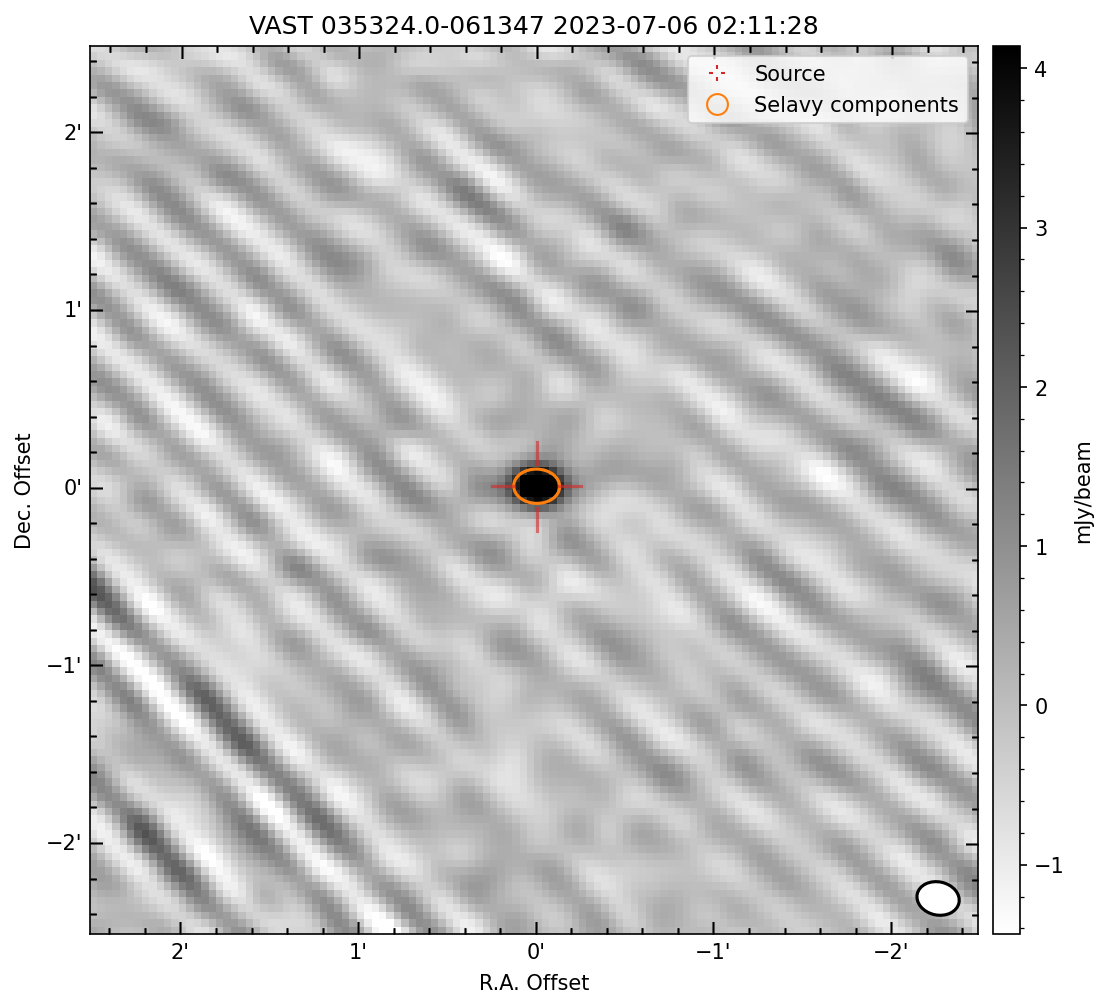 VAST 035324.0-061347 2023-07-06 02:11:28
Source
Selavy components
2'
1'
0'
−1'
−2'
Dec. Offset
2'
1'
0'
−1'
−2'
R.A. Offset
4
3
2
1
0
−1
mJy/beam